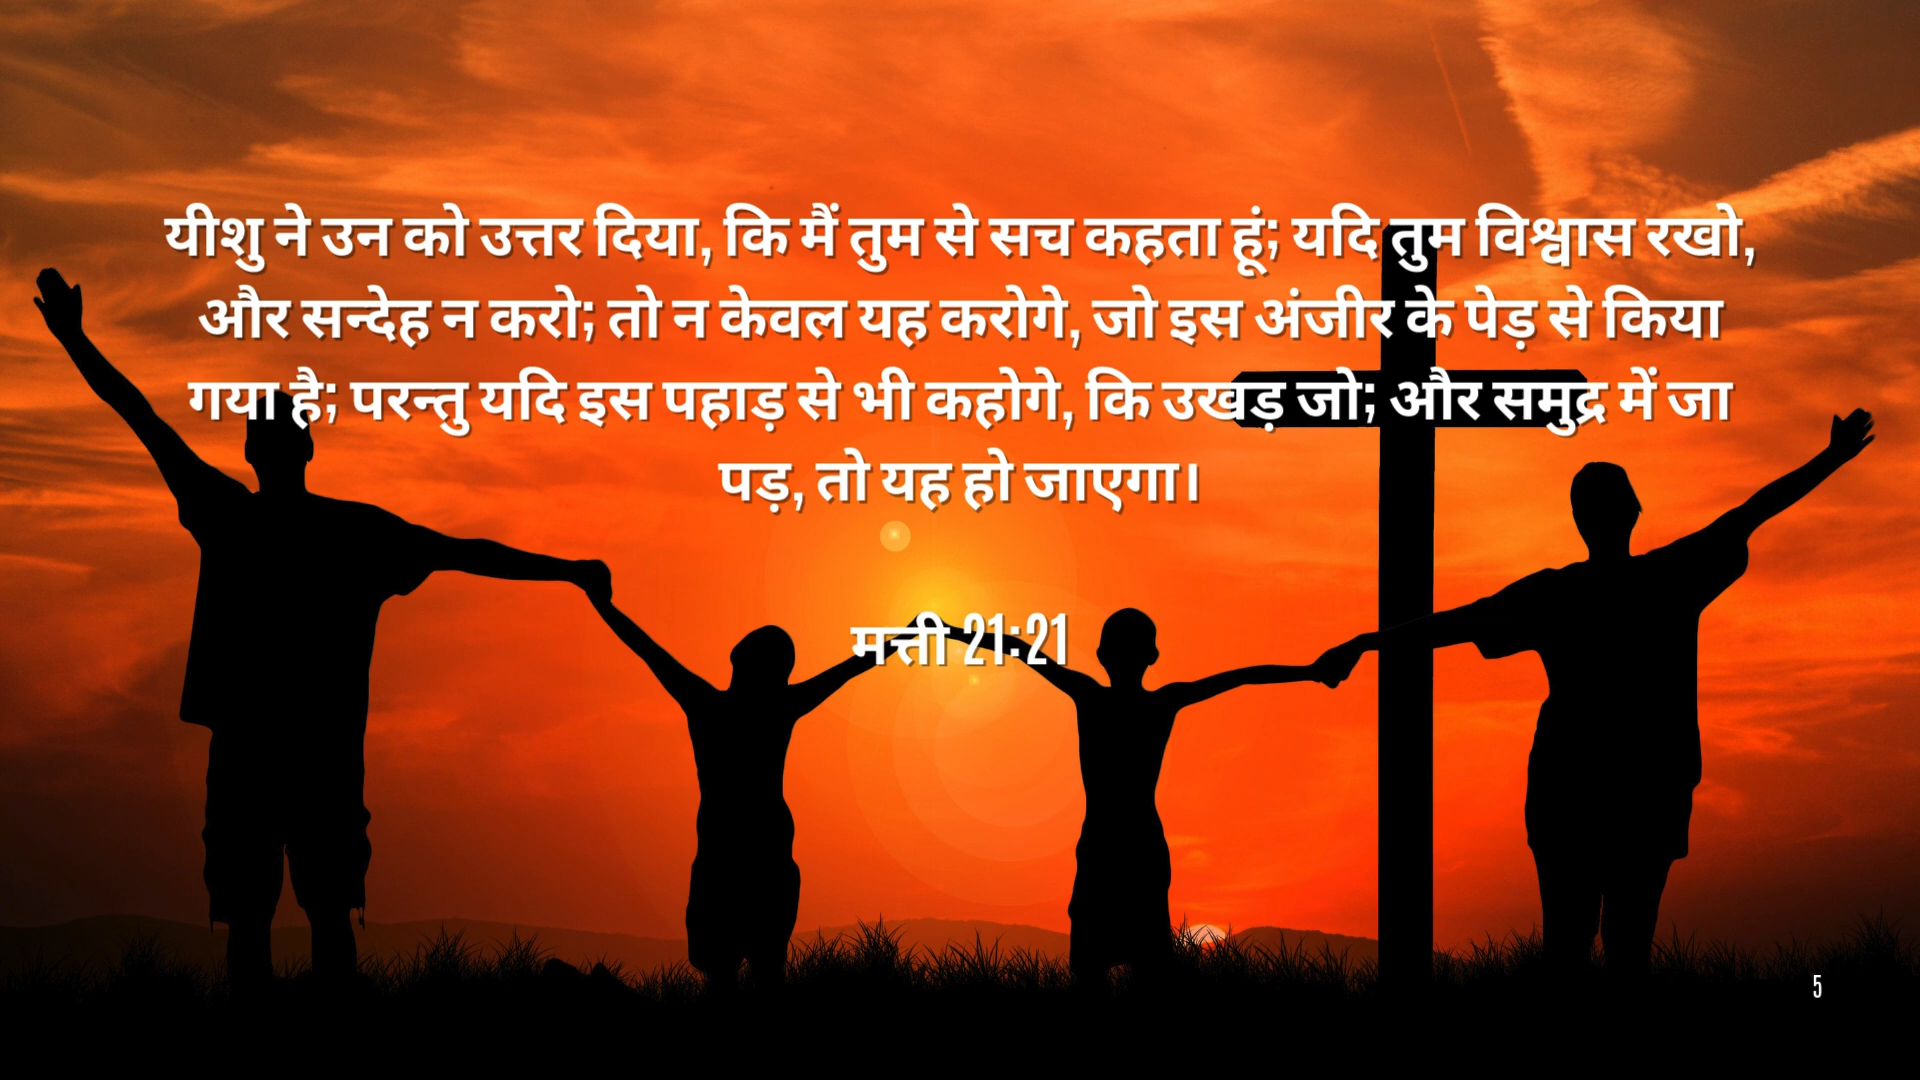 यीशु ने उन को उत्तर दिया, कि मैं तुम से सच कहता हूं; यदि तुम विश्वास रखो,
और सन्देह न करो; तो न केवल यह करोगे, जो इस अंजीर के पेड़ से किया
गया है; परन्तु यदि इस पहाड़ से भी कहोगे, कि उखड़ जो; और समुद्र में जा
पड़, तो यह हो जाएगा।
मत्ती 21:21
5